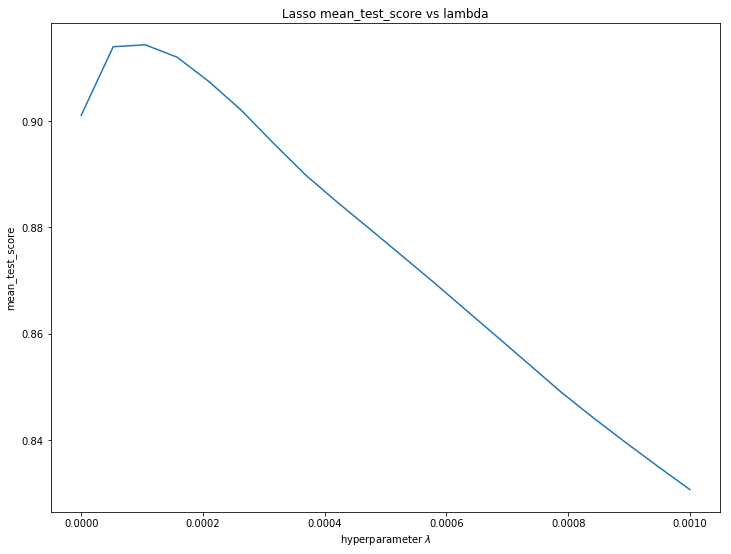 Lasso mean_test_score vs lambda
mean_test_score
0.90
0.88
0.86
0.84
0.0000 0.0002 0.0004 0.0006 0.0008 0.0010
hyperparameter λ